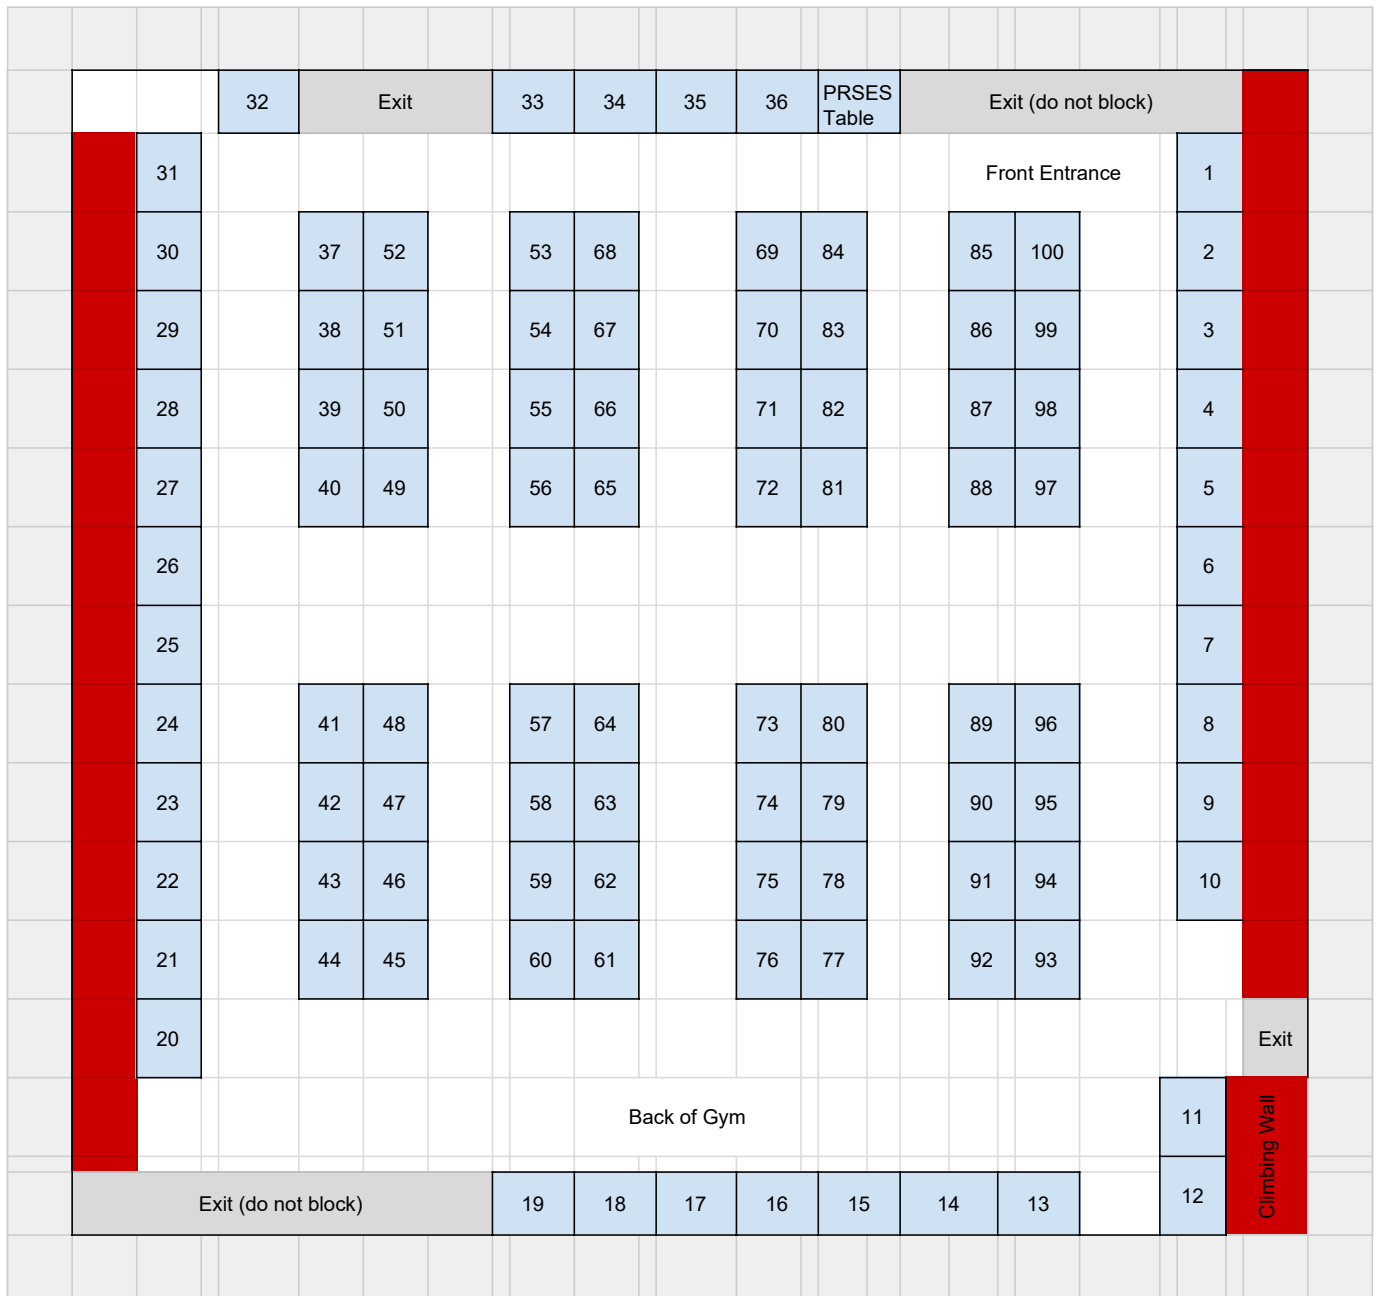 32 Exit 33 34 35 36 PRSES Table Exit (do not block)
31 Front Entrance 1
30 37 52 53 68 69 84 85 100 2
29 38 51 54 67 70 83 86 99 3
28 39 50 55 66 71 82 87 98 4
27 40 49 56 65 72 81 88 97 5
26 6
25 7
24 41 48 57 64 73 80 89 96 8
23 42 47 58 63 74 79 90 95 9
22 43 46 59 62 75 78 91 94 10
21 44 45 60 61 76 77 92 93
20 Exit
Back of Gym 11
Climbing Wall
Exit (do not block) 19 18 17 16 15 14 13 12